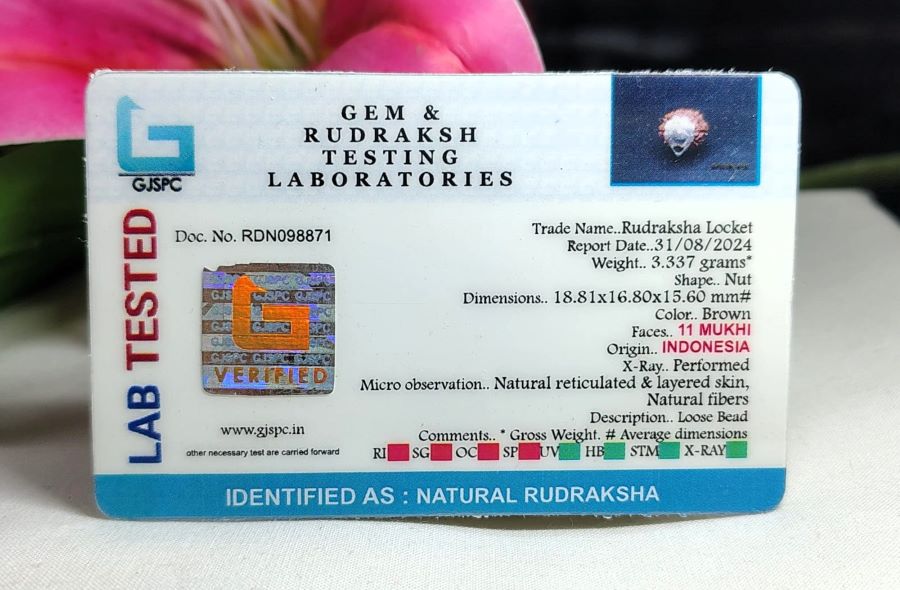 GEM &
RUDRAKSH
TESTING
LABORATORIES
GJSPC
LAB TESTED
Doc. No. RDN098871
VERIFIED
www.gjspc.in
other necessary test are carried forward
Trade Name..Rudraksha Locket
Report Date..31/08/2024
Weight.. 3.337 grams*
Shape.. Nut
Dimensions.. 18.81x16.80x15.60 mm#
Color.. Brown
Faces.. 11 MUKHI
Origin.. INDONESIA
X-Ray.. Performed
Micro observation.. Natural reticulated & layered skin,
Natural fibers
Description.. Loose Bead
Comments.. * Gross Weight. # Average dimensions
RI SG OC SP UV HB STM X-RAY
IDENTIFIED AS : NATURAL RUDRAKSHA